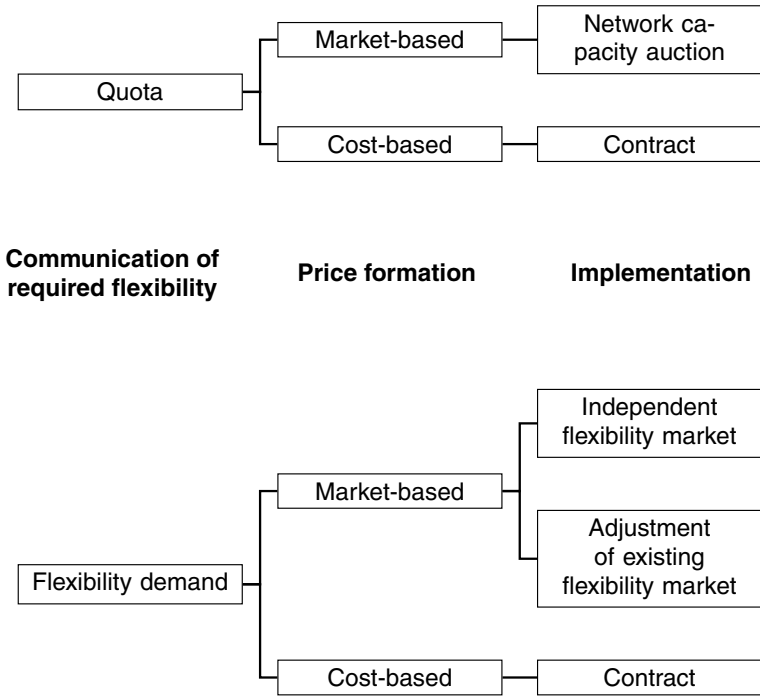 Market-based
Network ca-
pacity auction
Quota
Cost-based
Contract
Communication of
required flexibility
Price formation
Implementation
Independent
flexibility market
Market-based
Adjustment
of existing
flexibility market
Flexibility demand
Cost-based
Contract